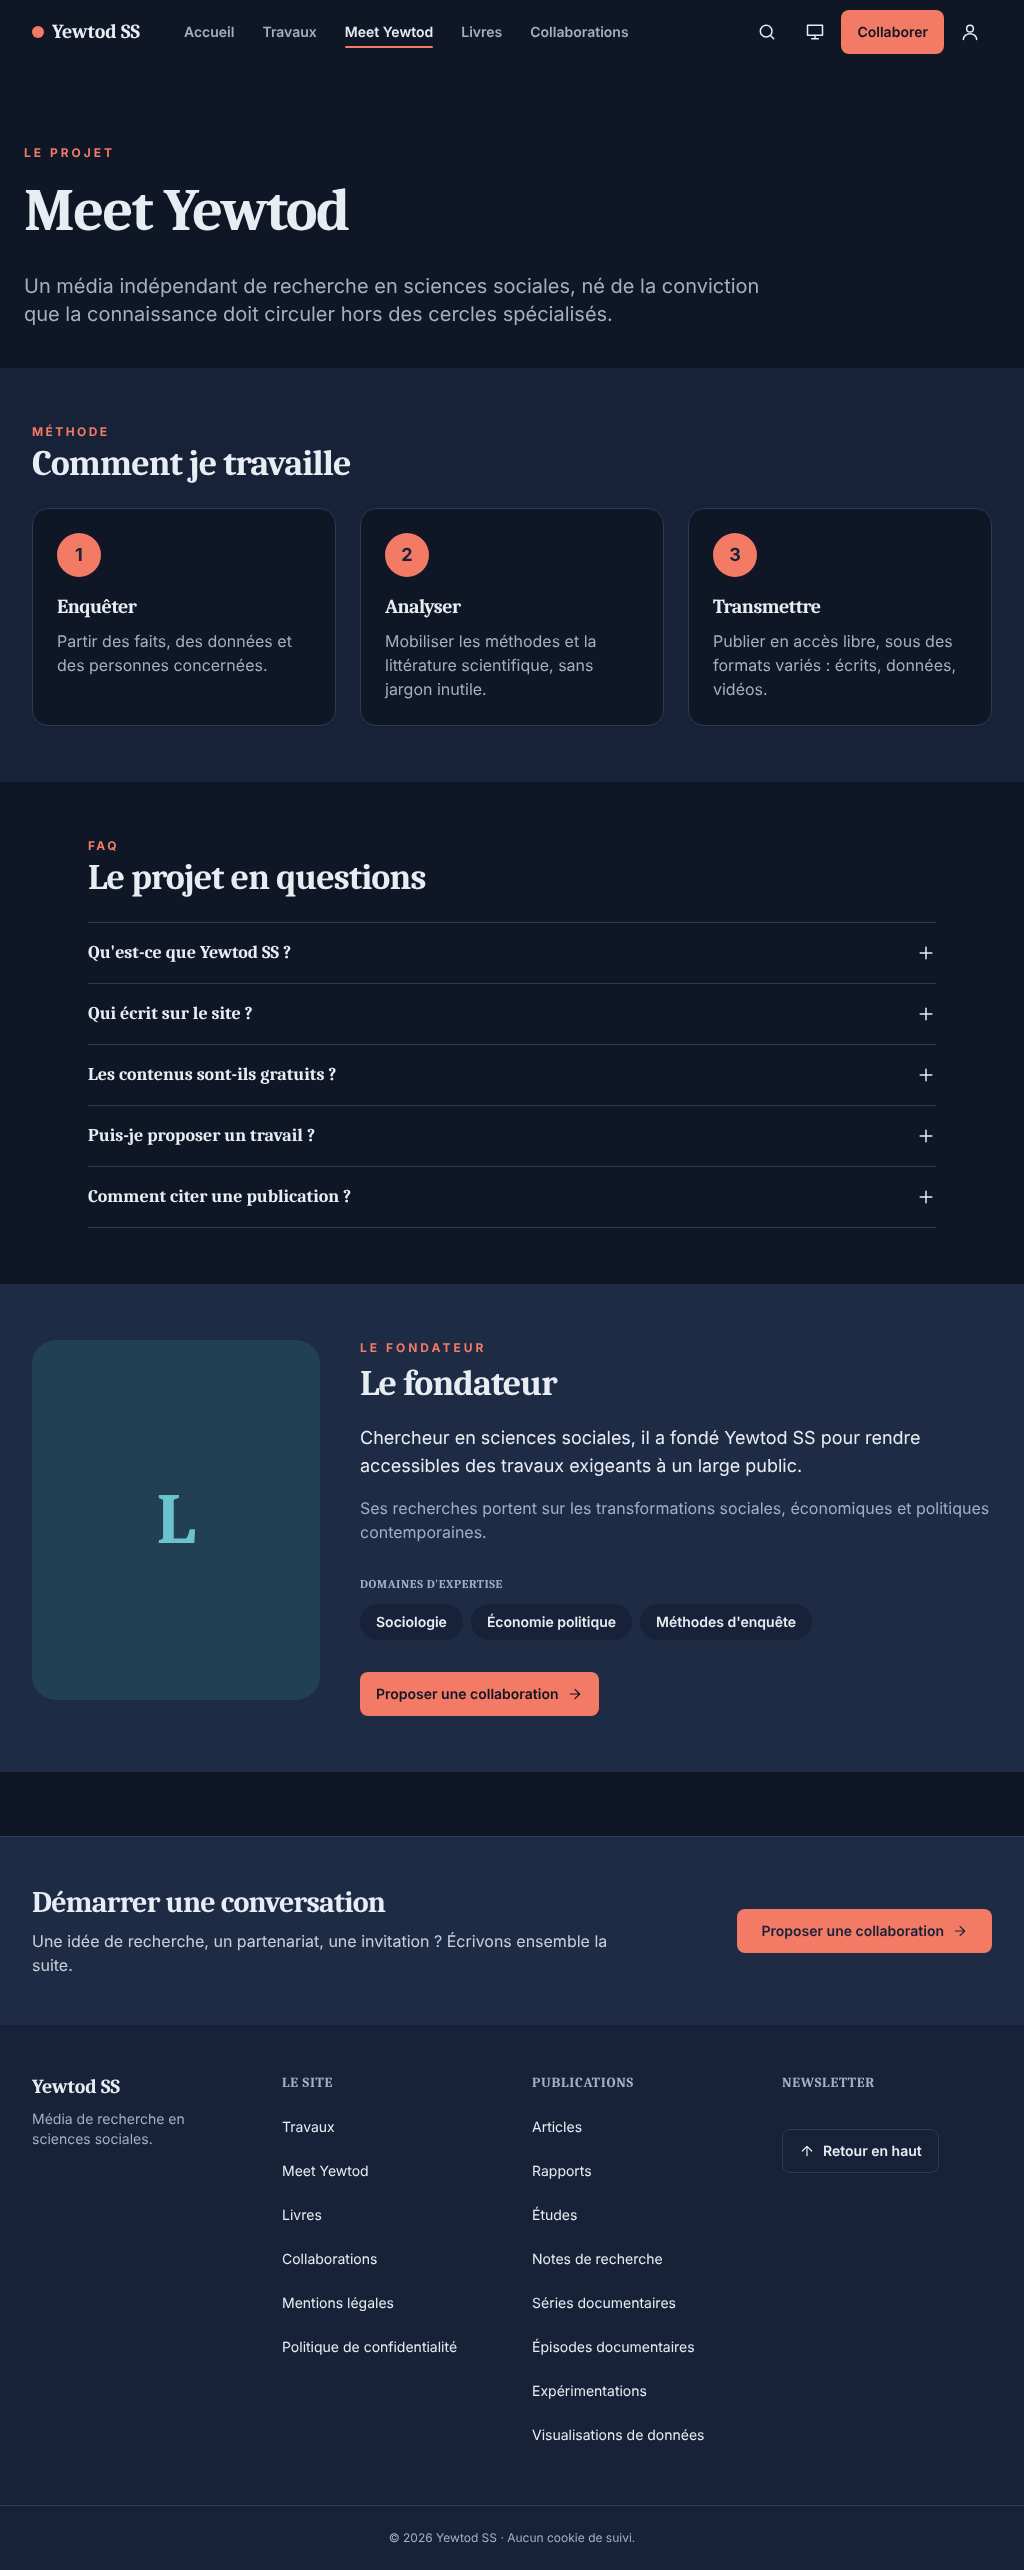 Yewtod SS
Accueil
Travaux
Meet Yewtod
Livres
Collaborations
Collaborer
LE PROJET
Meet Yewtod
Un média indépendant de recherche en sciences sociales, né de la conviction
que la connaissance doit circuler hors des cercles spécialisés.
MÉTHODE
Comment je travaille
1
Enquêter
Partir des faits, des données et
des personnes concernées.
2
Analyser
Mobiliser les méthodes et la
littérature scientifique, sans
jargon inutile.
3
Transmettre
Publier en accès libre, sous des
formats variés : écrits, données,
vidéos.
FAQ
Le projet en questions
Qu'est-ce que Yewtod SS ?
Qui écrit sur le site ?
Les contenus sont-ils gratuits ?
Puis-je proposer un travail ?
Comment citer une publication ?
L
LE FONDATEUR
Le fondateur
Chercheur en sciences sociales, il a fondé Yewtod SS pour rendre
accessibles des travaux exigeants à un large public.
Ses recherches portent sur les transformations sociales, économiques et politiques
contemporaines.
DOMAINES D'EXPERTISE
Sociologie
Économie politique
Méthodes d'enquête
Proposer une collaboration
Démarrer une conversation
Une idée de recherche, un partenariat, une invitation ? Écrivons ensemble la
suite.
Proposer une collaboration
Yewtod SS
Média de recherche en
sciences sociales.
LE SITE
Travaux
Meet Yewtod
Livres
Collaborations
Mentions légales
Politique de confidentialité
PUBLICATIONS
Articles
Rapports
Études
Notes de recherche
Séries documentaires
Épisodes documentaires
Expérimentations
Visualisations de données
NEWSLETTER
Retour en haut
© 2026 Yewtod SS · Aucun cookie de suivi.